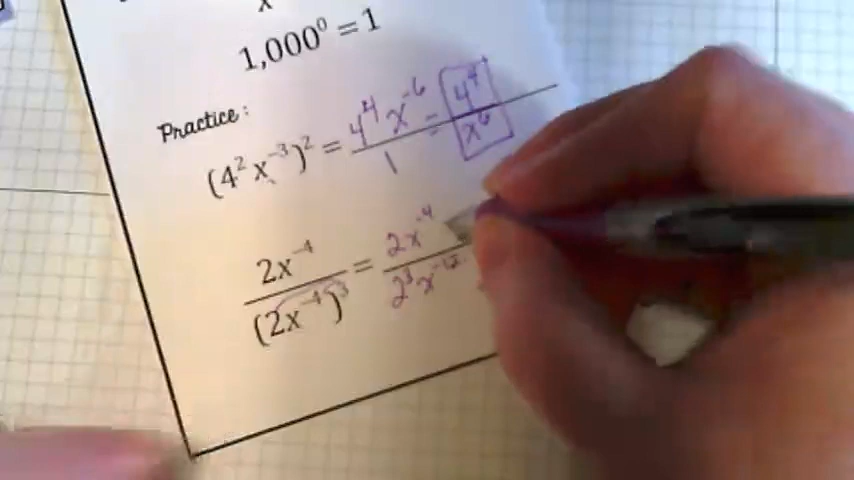 x
1,000⁰ = 1
Practice:
(4²x⁻³)² = 4⁴x⁻⁶/1 = 4⁴/x⁶
2x⁻⁴/(2x⁻⁴)³ = 2x⁻⁴/2³x⁻¹²